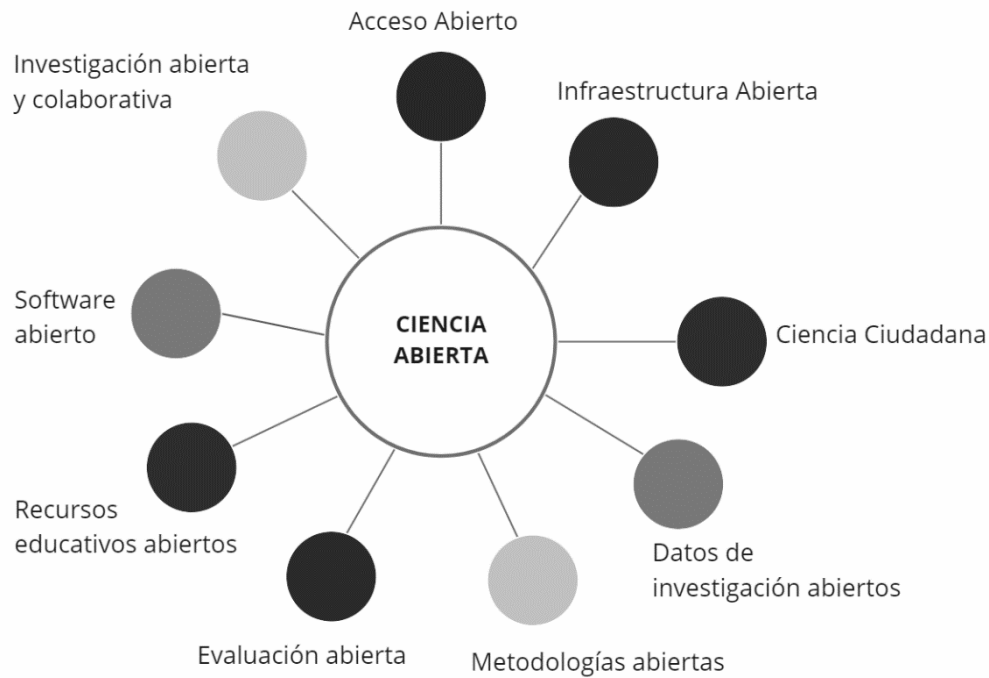 Acceso Abierto
Investigación abierta
y colaborativa
Infraestructura Abierta
Software
abierto
CIENCIA
ABIERTA
Ciencia Ciudadana
Recursos
educativos abiertos
Datos de
investigación abiertos
Evaluación abierta
Metodologías abiertas